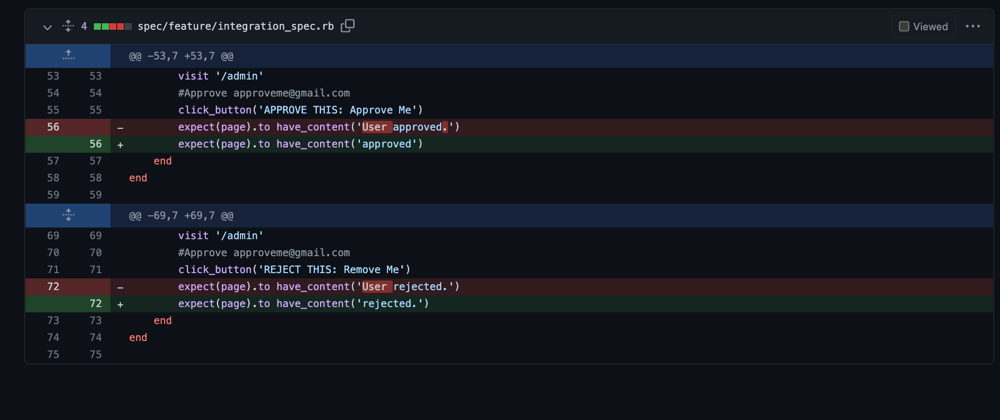 4 spec/feature/integration_spec.rb Viewed
@@ -53,7 +53,7 @@
53 53 visit '/admin'
54 54 #Approve approveme@gmail.com
55 55 click_button('APPROVE THIS: Approve Me')
56 - expect(page).to have_content('User approved.')
56 + expect(page).to have_content('approved')
57 57 end
58 58 end
59 59
@@ -69,7 +69,7 @@
69 69 visit '/admin'
70 70 #Approve approveme@gmail.com
71 71 click_button('REJECT THIS: Remove Me')
72 - expect(page).to have_content('User rejected.')
72 + expect(page).to have_content('rejected.')
73 73 end
74 74 end
75 75